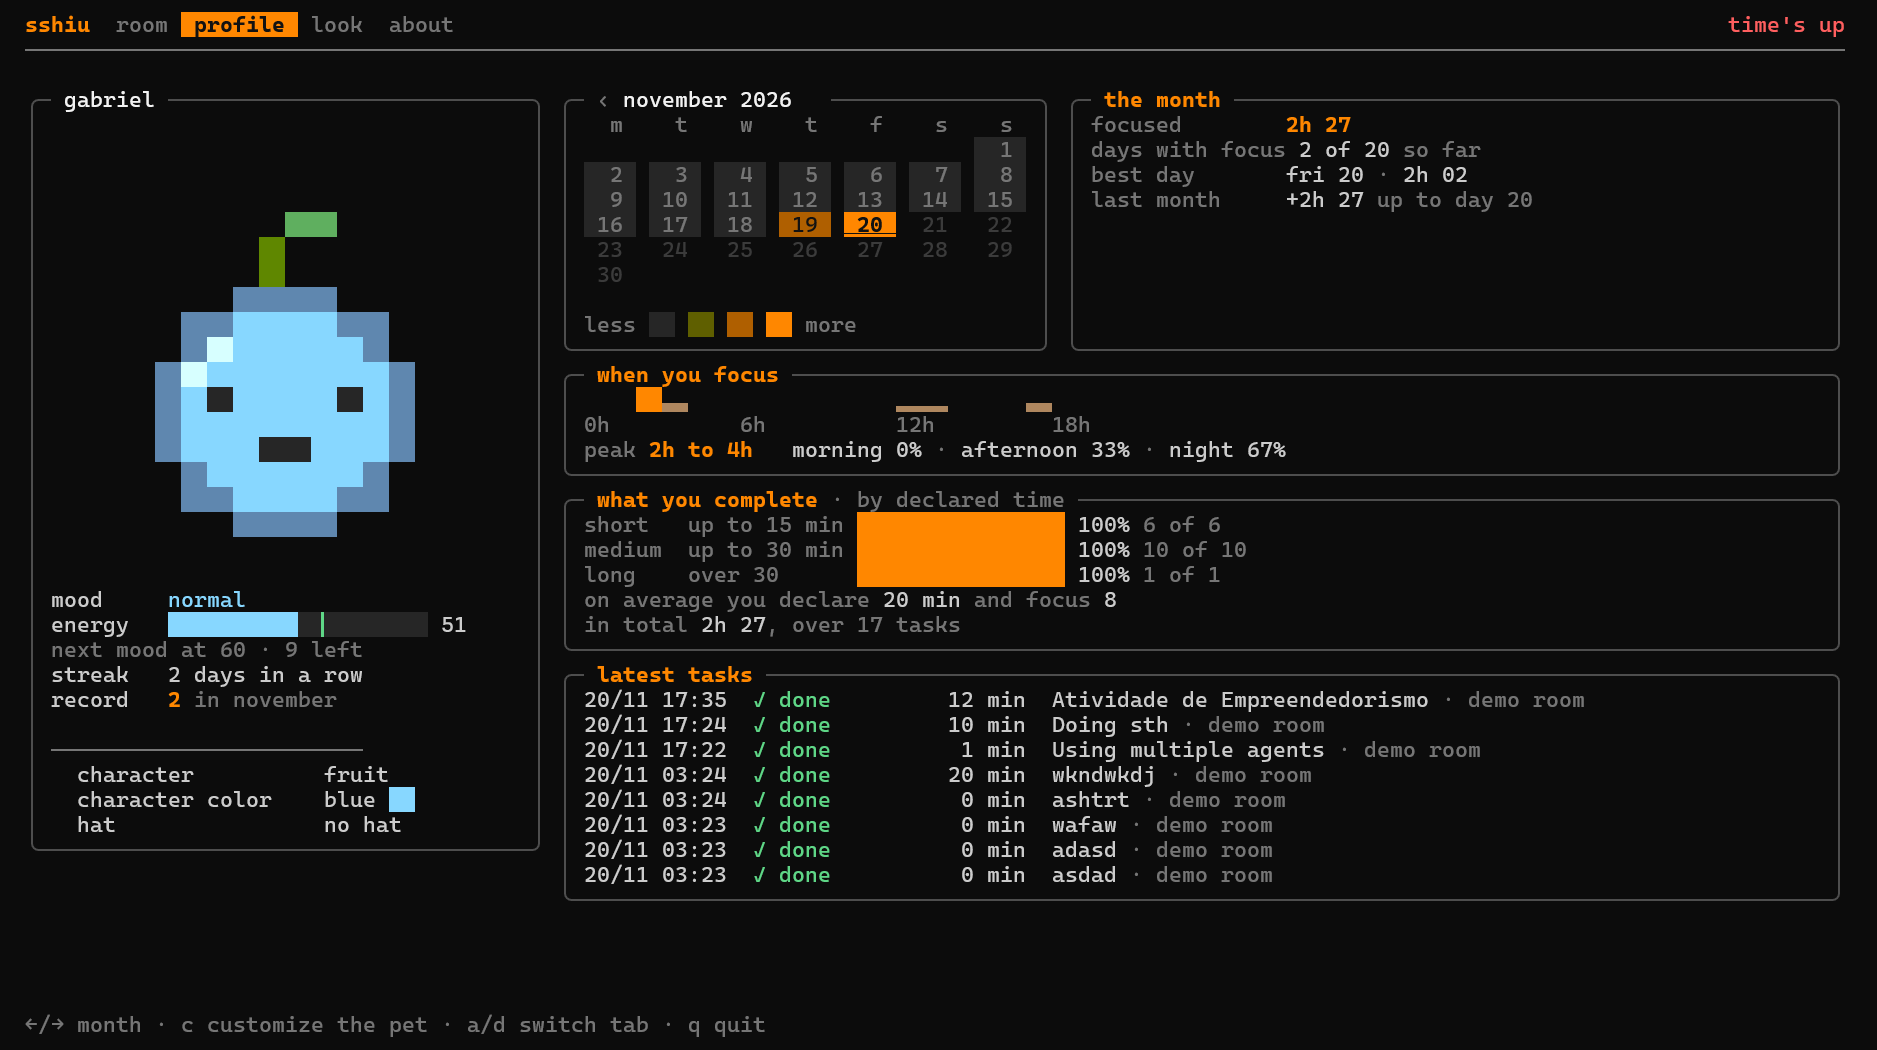 sshiu room profile look about time's up
gabriel
mood normal
energy 51
next mood at 60 · 9 left
streak 2 days in a row
record 2 in november
character fruit
character color blue
hat no hat
‹ november 2026
m t w t f s s
1
2 3 4 5 6 7 8
9 10 11 12 13 14 15
16 17 18 19 20 21 22
23 24 25 26 27 28 29
30
less more
the month
focused 2h 27
days with focus 2 of 20 so far
best day fri 20 · 2h 02
last month +2h 27 up to day 20
when you focus
0h 6h 12h 18h
peak 2h to 4h morning 0% · afternoon 33% · night 67%
what you complete · by declared time
short up to 15 min 100% 6 of 6
medium up to 30 min 100% 10 of 10
long over 30 100% 1 of 1
on average you declare 20 min and focus 8
in total 2h 27, over 17 tasks
latest tasks
20/11 17:35 ✓ done 12 min Atividade de Empreendedorismo · demo room
20/11 17:24 ✓ done 10 min Doing sth · demo room
20/11 17:22 ✓ done 1 min Using multiple agents · demo room
20/11 03:24 ✓ done 20 min wkndwkdj · demo room
20/11 03:24 ✓ done 0 min ashtrt · demo room
20/11 03:23 ✓ done 0 min wafaw · demo room
20/11 03:23 ✓ done 0 min adasd · demo room
20/11 03:23 ✓ done 0 min asdad · demo room
←/→ month · c customize the pet · a/d switch tab · q quit